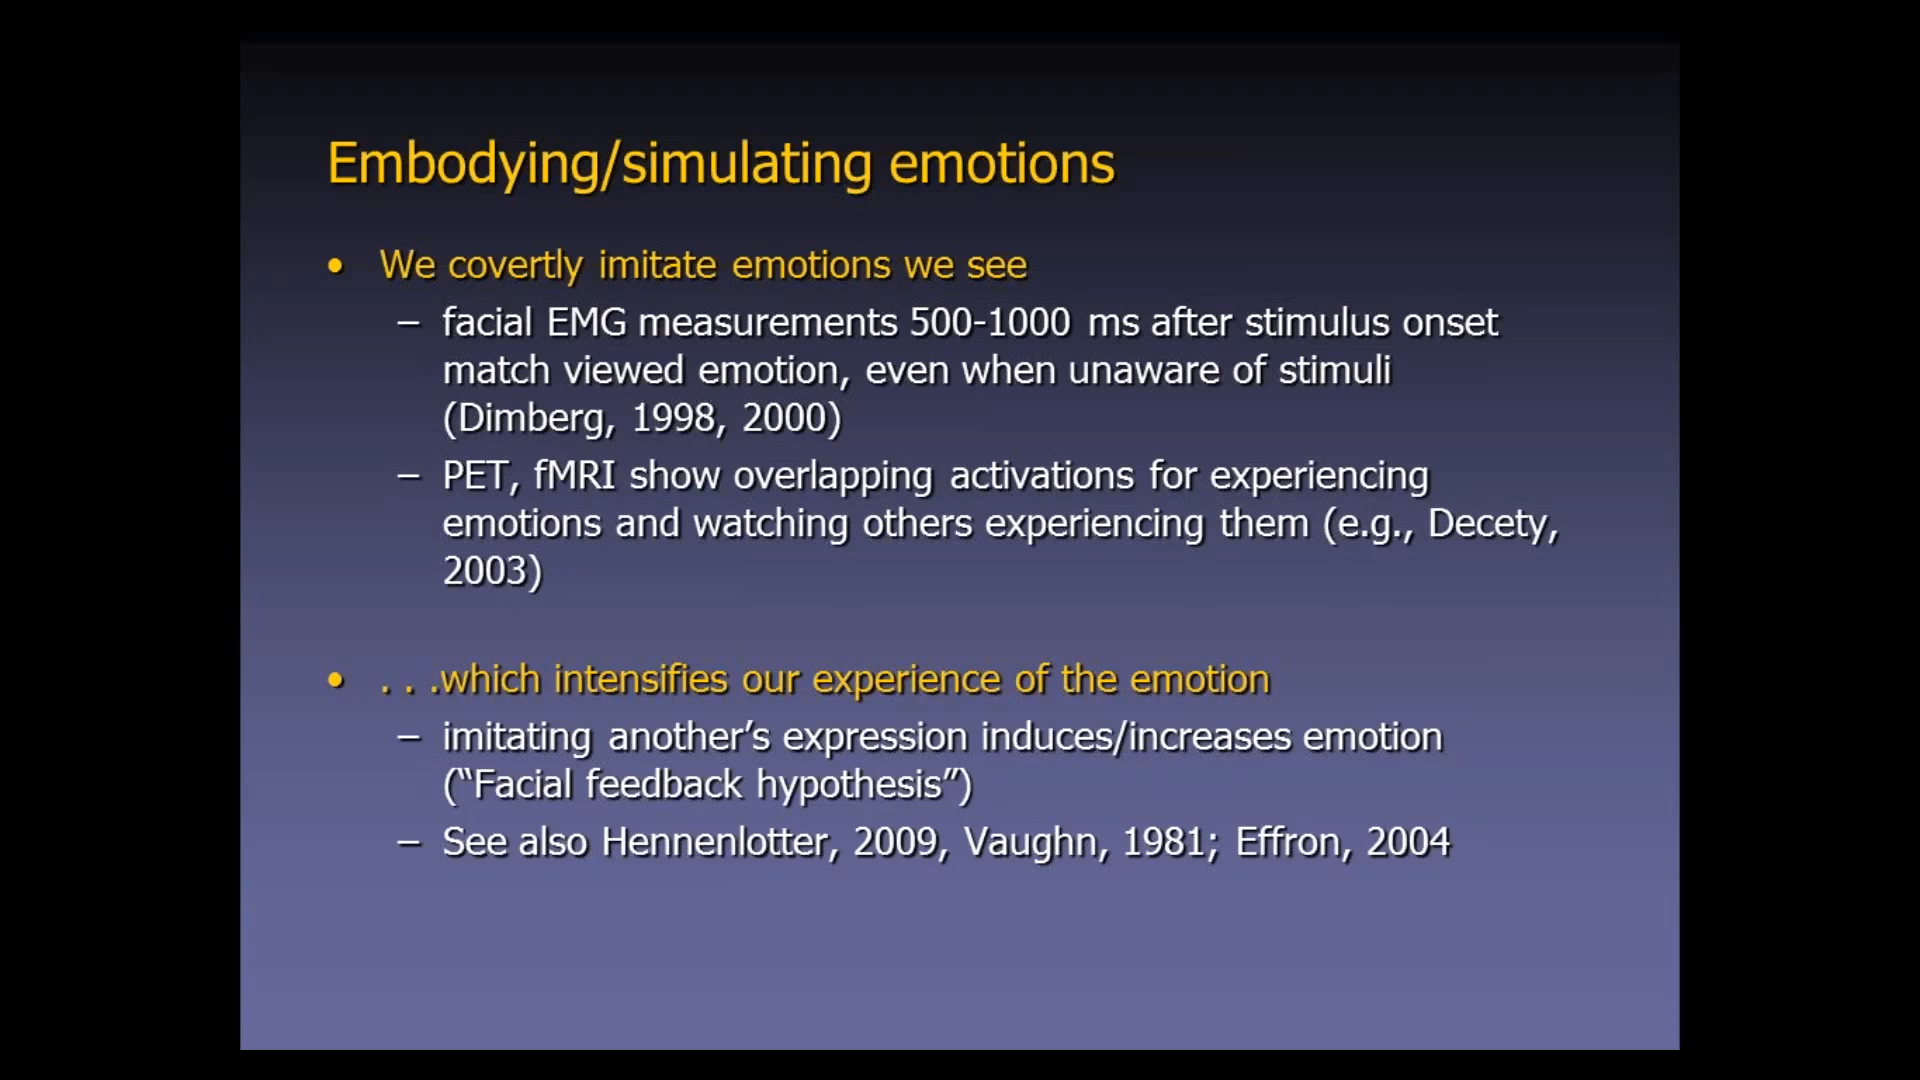 Embodying/simulating emotions
• We covertly imitate emotions we see
– facial EMG measurements 500-1000 ms after stimulus onset
match viewed emotion, even when unaware of stimuli
(Dimberg, 1998, 2000)
– PET, fMRI show overlapping activations for experiencing
emotions and watching others experiencing them (e.g., Decety,
2003)
• . . .which intensifies our experience of the emotion
– imitating another’s expression induces/increases emotion
(“Facial feedback hypothesis”)
– See also Hennenlotter, 2009, Vaughn, 1981; Effron, 2004